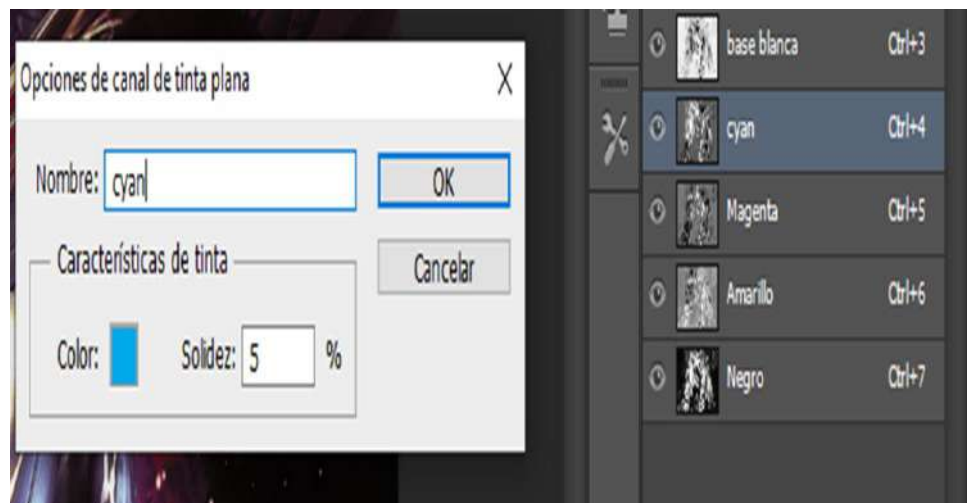 Opciones de canal de tinta plana
Nombre: cyan
OK
Características de tinta
Cancelar
Color:
Solidez: 5 %
base blanca Ctrl+3
cyan Ctrl+4
Magenta Ctrl+5
Amarillo Ctrl+6
Negro Ctrl+7